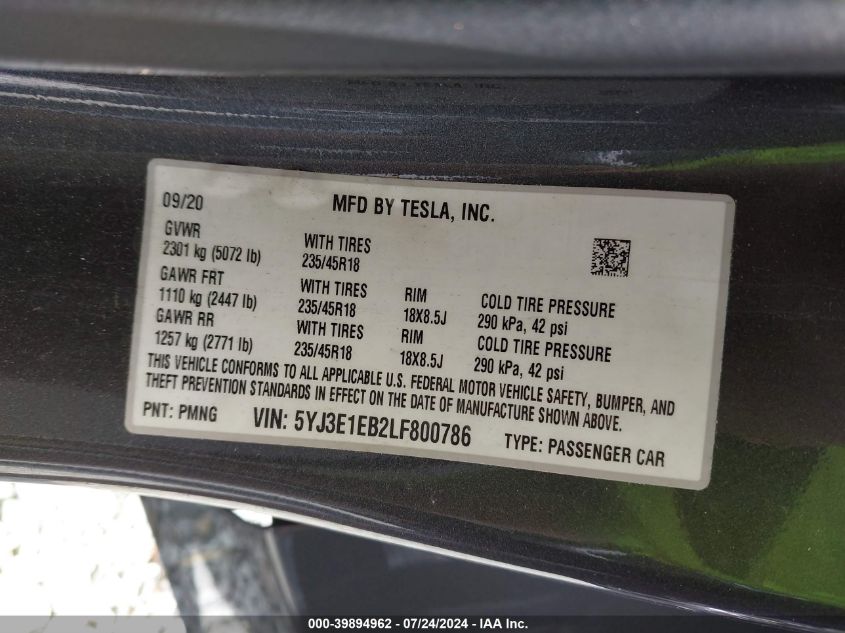 09/20 MFD BY TESLA, INC.
GVWR
2301 kg (5072 lb) WITH TIRES
235/45R18
GAWR FRT
1110 kg (2447 lb) WITH TIRES
235/45R18 RIM
18X8.5J COLD TIRE PRESSURE
290 kPa, 42 psi
GAWR RR
1257 kg (2771 lb) WITH TIRES
235/45R18 RIM
18X8.5J COLD TIRE PRESSURE
290 kPa, 42 psi
THIS VEHICLE CONFORMS TO ALL APPLICABLE U.S. FEDERAL MOTOR VEHICLE SAFETY, BUMPER, AND
THEFT PREVENTION STANDARDS IN EFFECT ON THE DATE OF MANUFACTURE SHOWN ABOVE.
PNT: PMNG VIN: 5YJ3E1EB2LF800786 TYPE: PASSENGER CAR
000-39894962 - 07/24/2024 - IAA Inc.